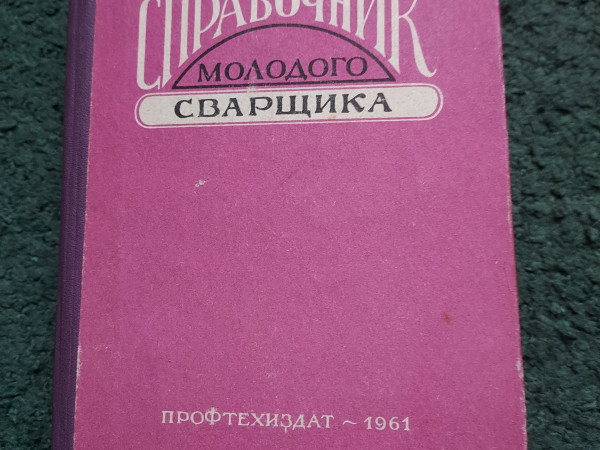 СПРАВОЧНИК
МОЛОДОГО
СВАРЩИКА
ПРОФТЕХИЗДАТ ~ 1961